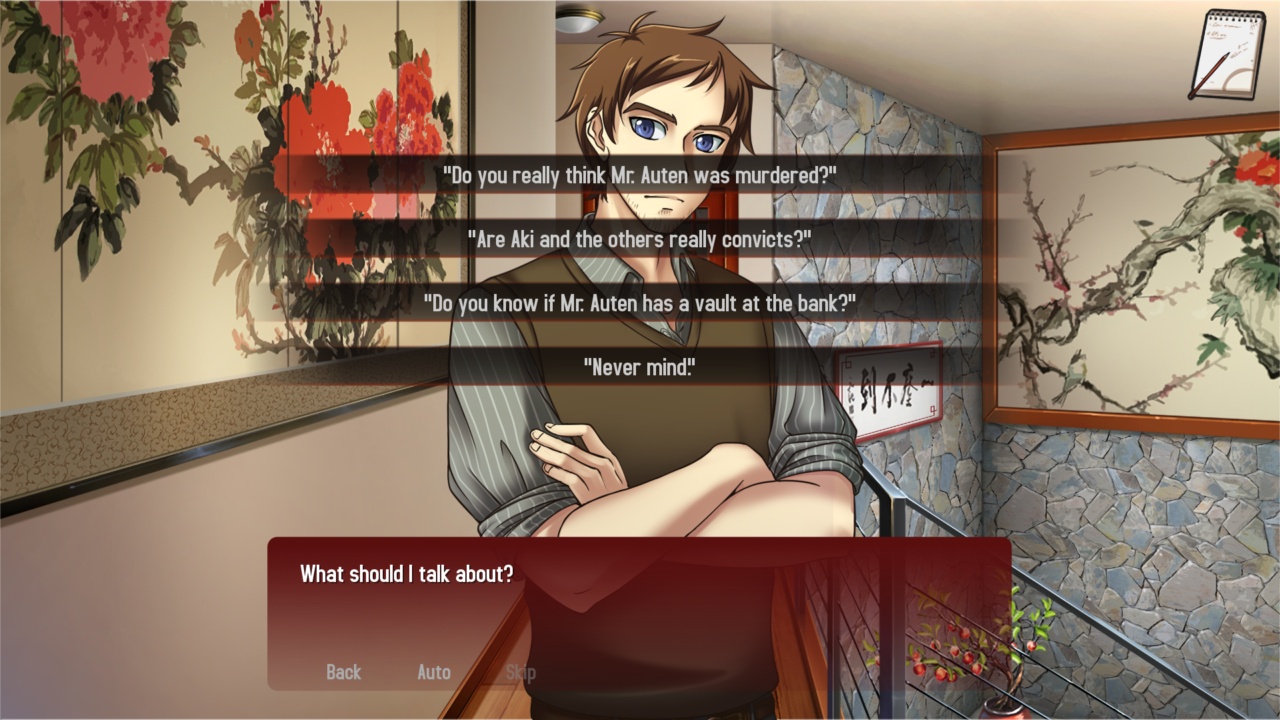 "Do you really think Mr. Auten was murdered?"
"Are Aki and the others really convicts?"
"Do you know if Mr. Auten has a vault at the bank?"
"Never mind."
What should I talk about?
Back Auto Skip